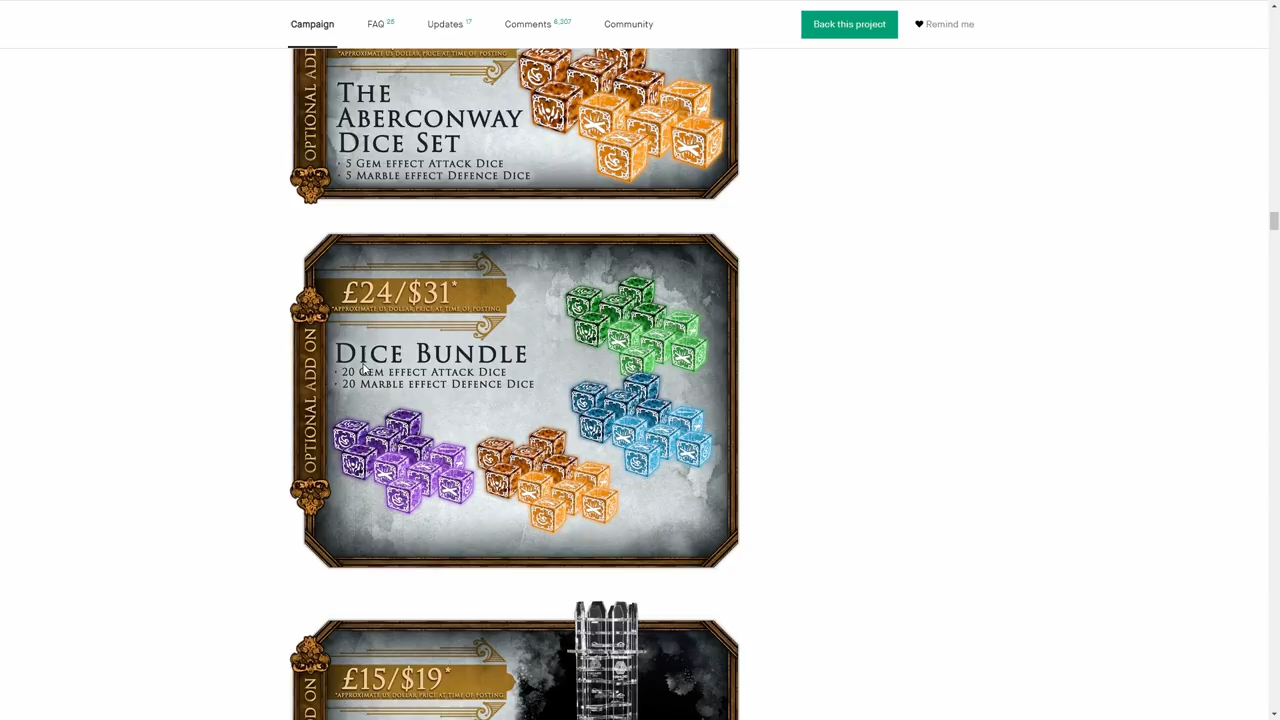 Campaign
FAQ 25
Updates 17
Comments 6,207
Community
Back this project
Remind me
*APPROXIMATE US DOLLAR PRICE AT TIME OF POSTING
OPTIONAL ADD
THE
ABERCONWAY
DICE SET
· 5 GEM EFFECT ATTACK DICE
· 5 MARBLE EFFECT DEFENCE DICE
£24/$31*
*APPROXIMATE US DOLLAR PRICE AT TIME OF POSTING
OPTIONAL ADD ON
DICE BUNDLE
· 20 GEM EFFECT ATTACK DICE
· 20 MARBLE EFFECT DEFENCE DICE
£15/$19*
*APPROXIMATE US DOLLAR PRICE AT TIME OF POSTING
ADD ON